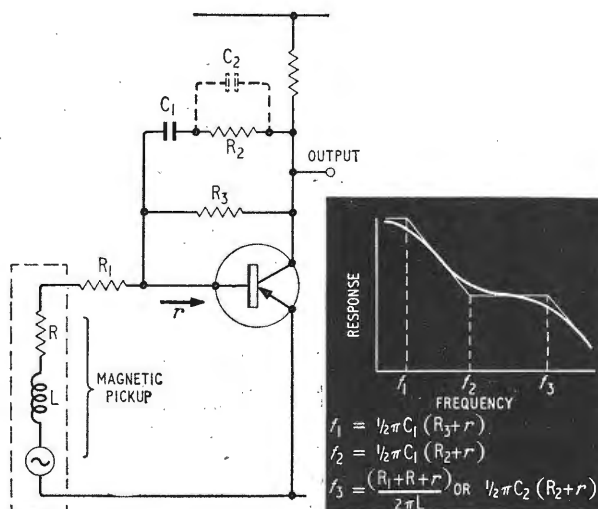 C₂
C₁
R₂
OUTPUT
R₃
R₁
r
R
MAGNETIC
PICKUP
L
RESPONSE
f₁ f₂ f₃
FREQUENCY
f₁ = ½πC₁(R₃+r)
f₂ = ½πC₁(R₂+r)
f₃ = (R₁+R+r)/2πL OR ½πC₂(R₂+r)